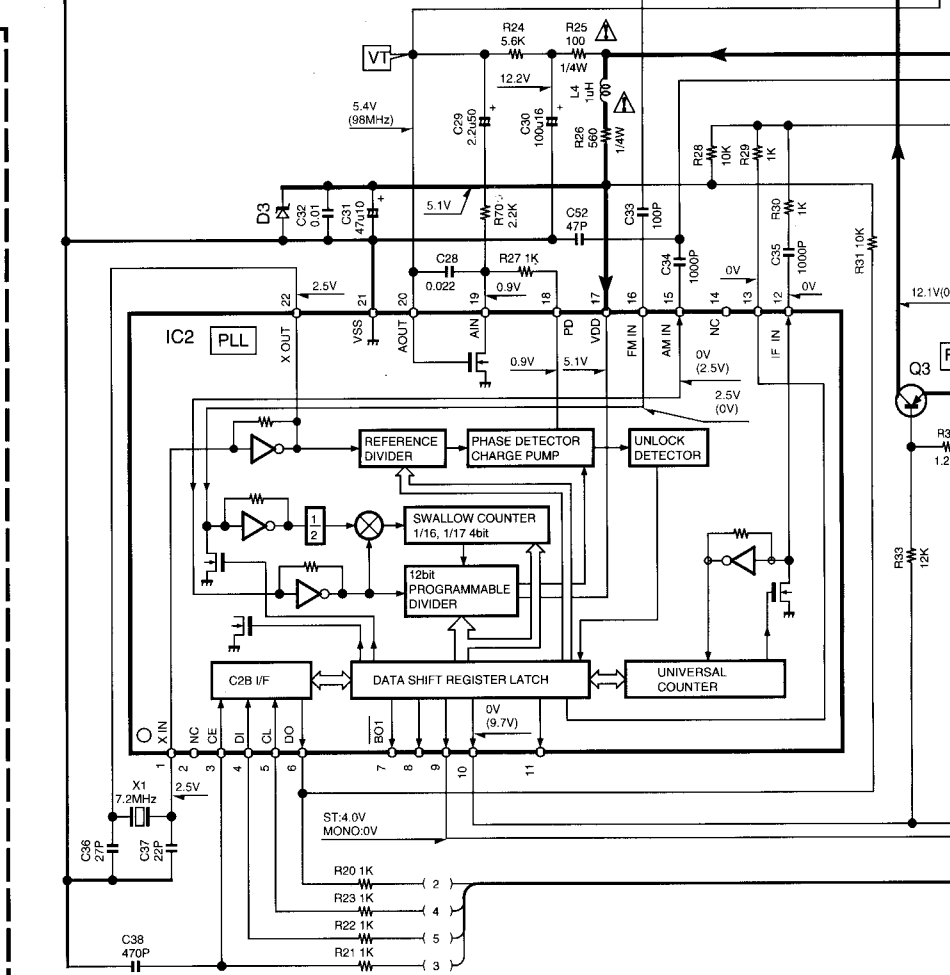 R24
5.6K
R25
100
1/4W
VT
12.2V
L4
1uH
5.4V
(98MHz)
C29
2.2u50
+
C30
100u16
+
R26
560
1/4W
R28
10K
R29
1K
D3
C32
0.01
C31
47u10
+
5.1V
R70
2.2K
C52
47P
C33
100P
R30
1K
C35
1000P
R31 10K
C34
1000P
C28
0.022
R27 1K
2.5V
0.9V
0V
0V
12.1V(0
22
21
20
19
18
17
16
15
14
13
12
IC2
PLL
X OUT
VSS
AOUT
AIN
PD
VDD
FM IN
AM IN
NC
IF IN
0.9V
5.1V
0V
(2.5V)
2.5V
(0V)
Q3
REFERENCE
DIVIDER
PHASE DETECTOR
CHARGE PUMP
UNLOCK
DETECTOR
1
2
SWALLOW COUNTER
1/16, 1/17 4bit
12bit
PROGRAMMABLE
DIVIDER
R3
1.2
R33
12K
C2B I/F
DATA SHIFT REGISTER LATCH
UNIVERSAL
COUNTER
0V
(9.7V)
X IN
NC
CE
DI
CL
DO
BO1
1
2
3
4
5
6
7
8
9
10
11
X1
7.2MHz
2.5V
C36
27P
C37
22P
ST:4.0V
MONO:0V
R20 1K
( 2 )
R23 1K
( 4 )
R22 1K
( 5 )
R21 1K
( 3 )
C38
470P